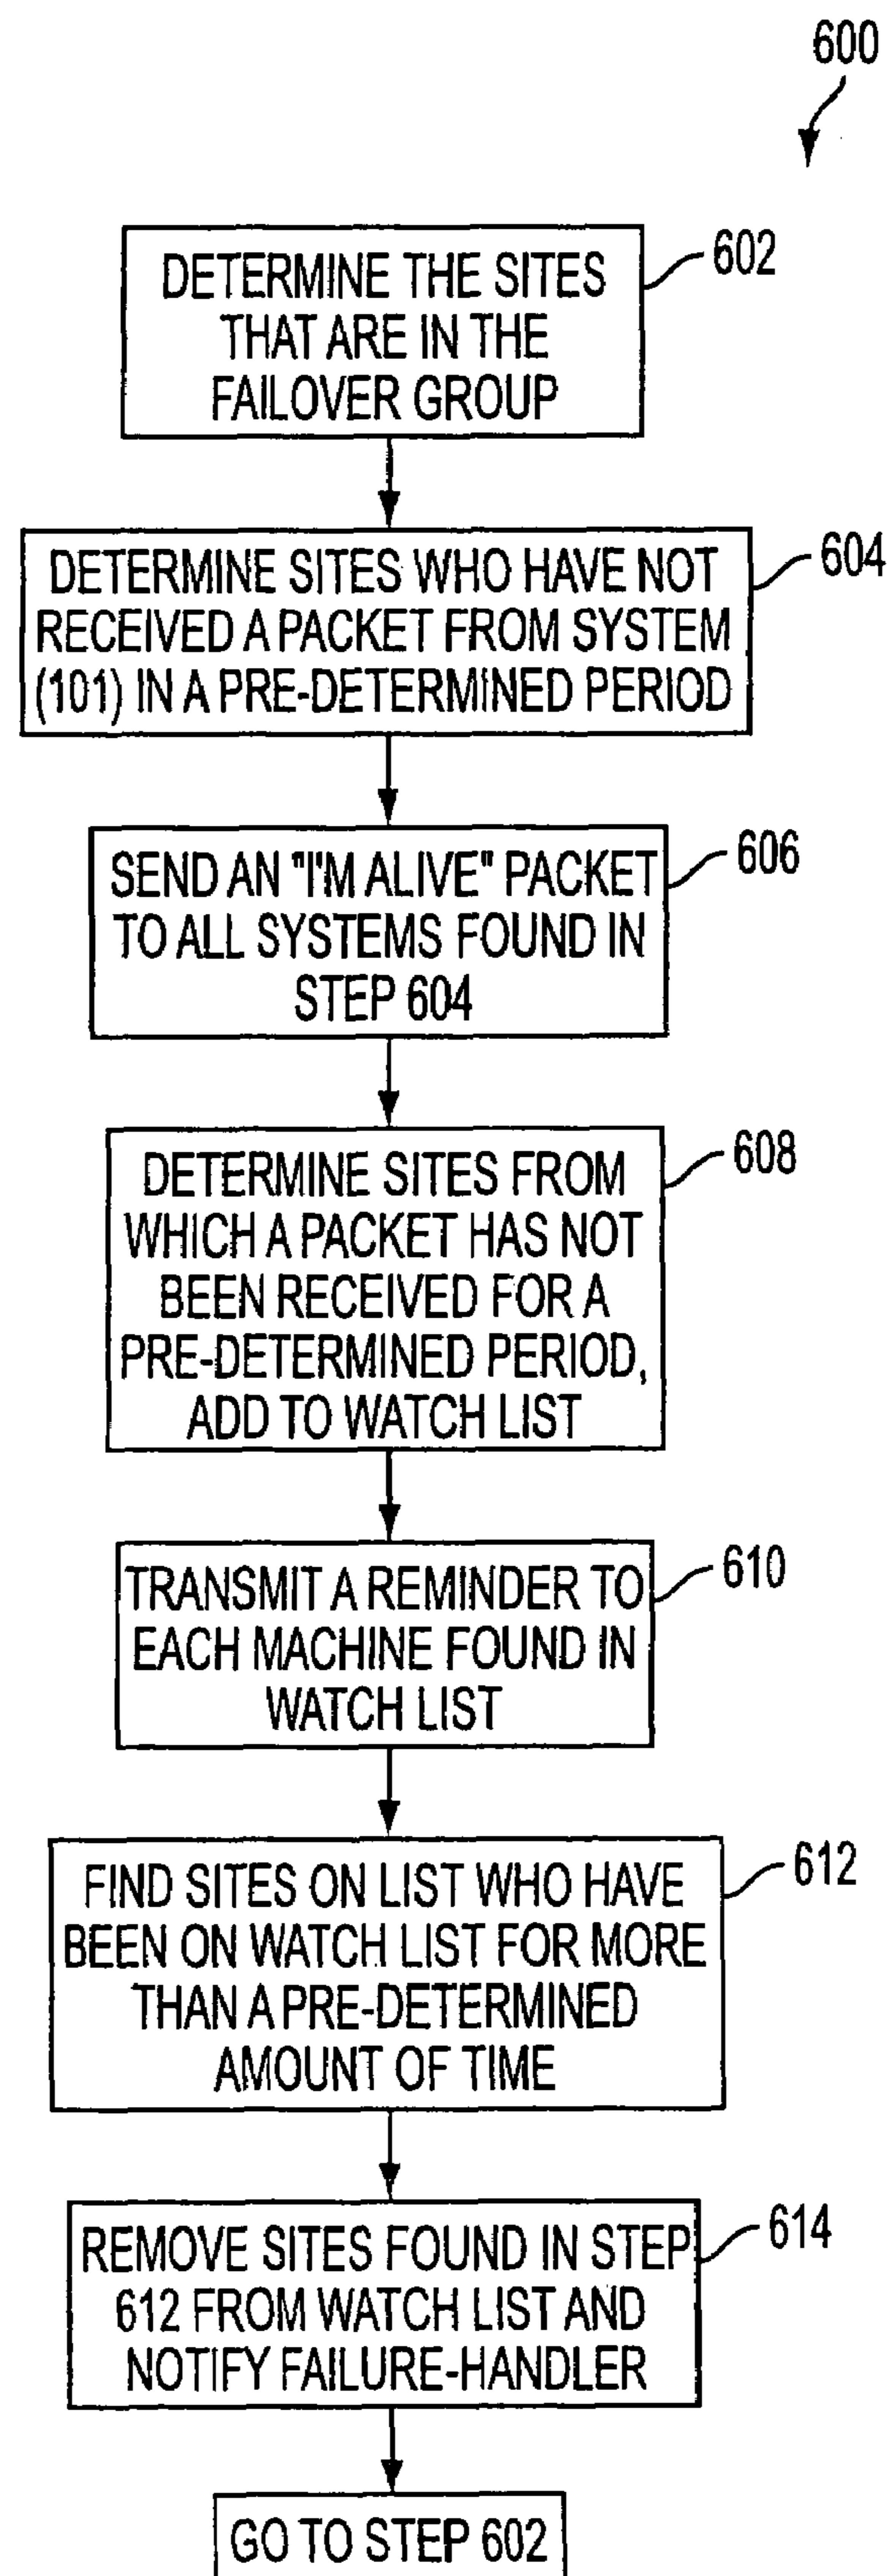 600
DETERMINE THE SITES
THAT ARE IN THE
FAILOVER GROUP
602
DETERMINE SITES WHO HAVE NOT
RECEIVED A PACKET FROM SYSTEM
(101) IN A PRE-DETERMINED PERIOD
604
SEND AN "I'M ALIVE" PACKET
TO ALL SYSTEMS FOUND IN
STEP 604
606
DETERMINE SITES FROM
WHICH A PACKET HAS NOT
BEEN RECEIVED FOR A
PRE-DETERMINED PERIOD,
ADD TO WATCH LIST
608
TRANSMIT A REMINDER TO
EACH MACHINE FOUND IN
WATCH LIST
610
FIND SITES ON LIST WHO HAVE
BEEN ON WATCH LIST FOR MORE
THAN A PRE-DETERMINED
AMOUNT OF TIME
612
REMOVE SITES FOUND IN STEP
612 FROM WATCH LIST AND
NOTIFY FAILURE-HANDLER
614
GO TO STEP 602